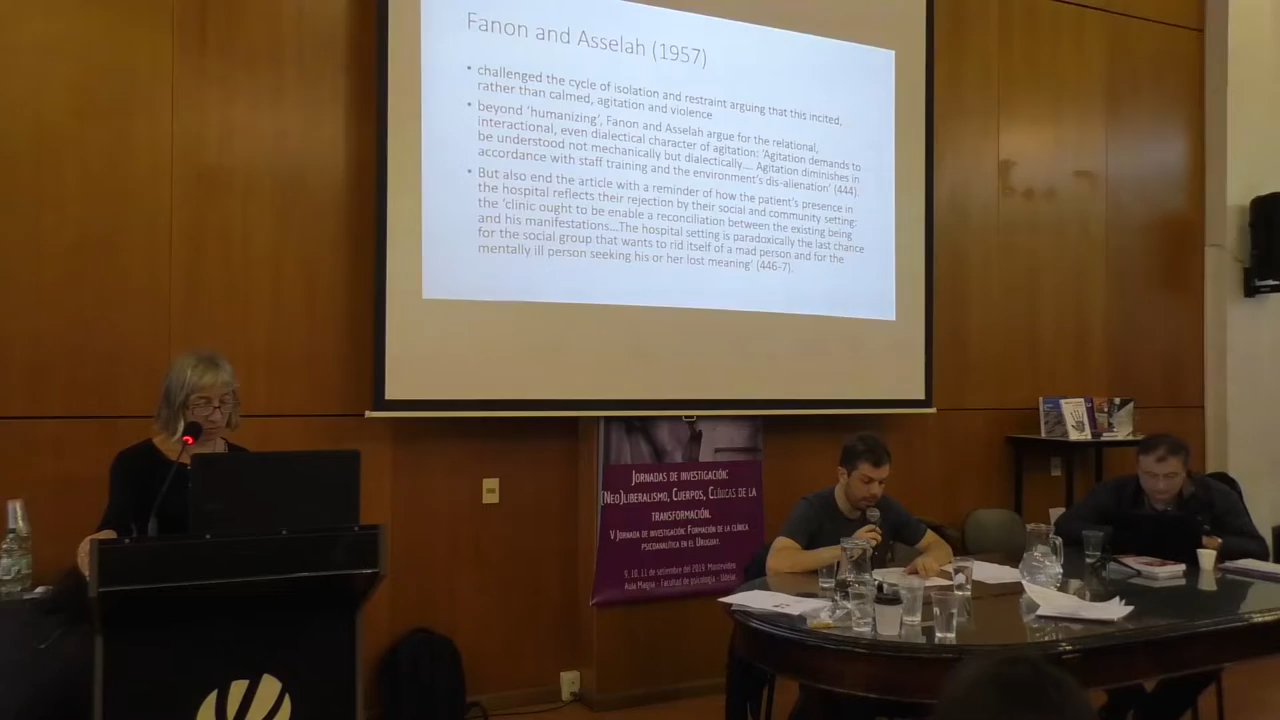 Fanon and Asselah (1957)
• challenged the cycle of isolation and restraint arguing that this incited,
rather than calmed, agitation and violence
• beyond 'humanizing', Fanon and Asselah argue for the relational,
interactional, even dialectical character of agitation: 'Agitation demands to
be understood not mechanically but dialectically.... Agitation diminishes in
accordance with staff training and the environment's dis-alienation' (444).
• But also end the article with a reminder of how the patient's presence in
the hospital reflects their rejection by their social and community setting:
the 'clinic ought to be enable a reconciliation between the existing being
and his manifestations...The hospital setting is paradoxically the last chance
for the social group that wants to rid itself of a mad person and for the
mentally ill person seeking his or her lost meaning' (446-7).
Jornadas de investigación:
(Neo)liberalismo, Cuerpos, Clínicas de la
transformación.
V Jornada de investigación: Formación de la clínica
psicoanalítica en el Uruguay.
9, 10, 11 de setiembre del 2019. Montevideo
Aula Magna - Facultad de psicología - Udelar